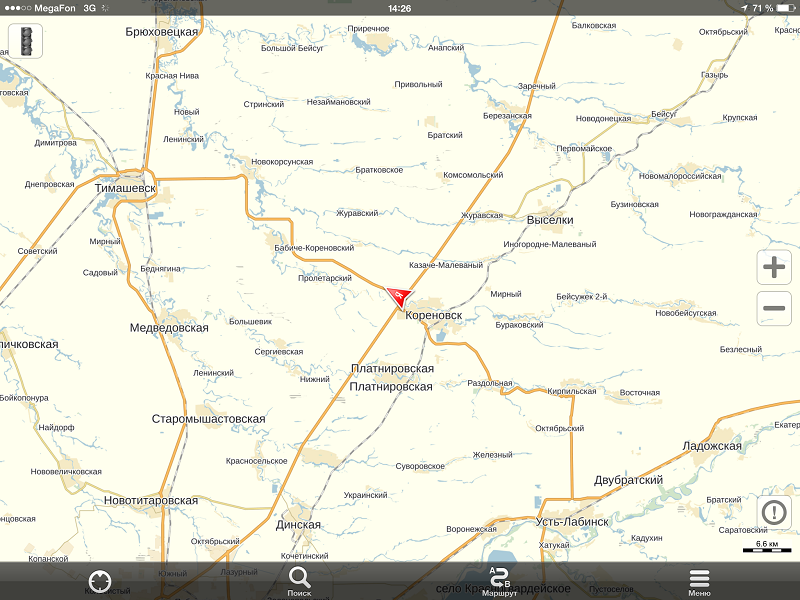 MegaFon 3G 14:26 71 %
Брюховецкая
Приречное
Балковская
Октябрьский
Большой Бейсуг
Анапский
Красная Нива
Газырь
Привольный
Заречный
Стринский
Незаймановский
Новый
Березанская
Новодонецкая
Бейсуг
Крупская
Братский
Ленинский
Димитрова
Первомайское
Новокорсунская
Братковское
Комсомольский
Новомалороссийская
Днепровская
Тимашевск
Бузиновская
Журавский
Журавская
Выселки
Новогражданская
Мирный
Иногородне-Малеваный
Советский
Бабиче-Кореновский
Садовый
Беднягина
Казаче-Малеваный
Пролетарский
Мирный
Бейсужек 2-й
Кореновск
Новобейсугская
Большевик
Медведовская
Бураковский
Безлесный
Сергиевская
Ленинский
Нижний
Платнировская
Платнировская
Раздольная
Кирпильская
Восточная
Бойкопонура
Старомышастовская
Найдорф
Октябрьский
Ладожская
Красносельское
Железный
Суворовское
Нововеличковская
Двубратский
Украинский
Новотитаровская
Братский
Динская
Воронежская
Усть-Лабинск
Саратовский
Кадухин
Октябрьский
Хатукай
6.6 км
Кочетинский
Копанской
Южный
Лазурный
Пустоселов
Поиск
Маршрут
Меню